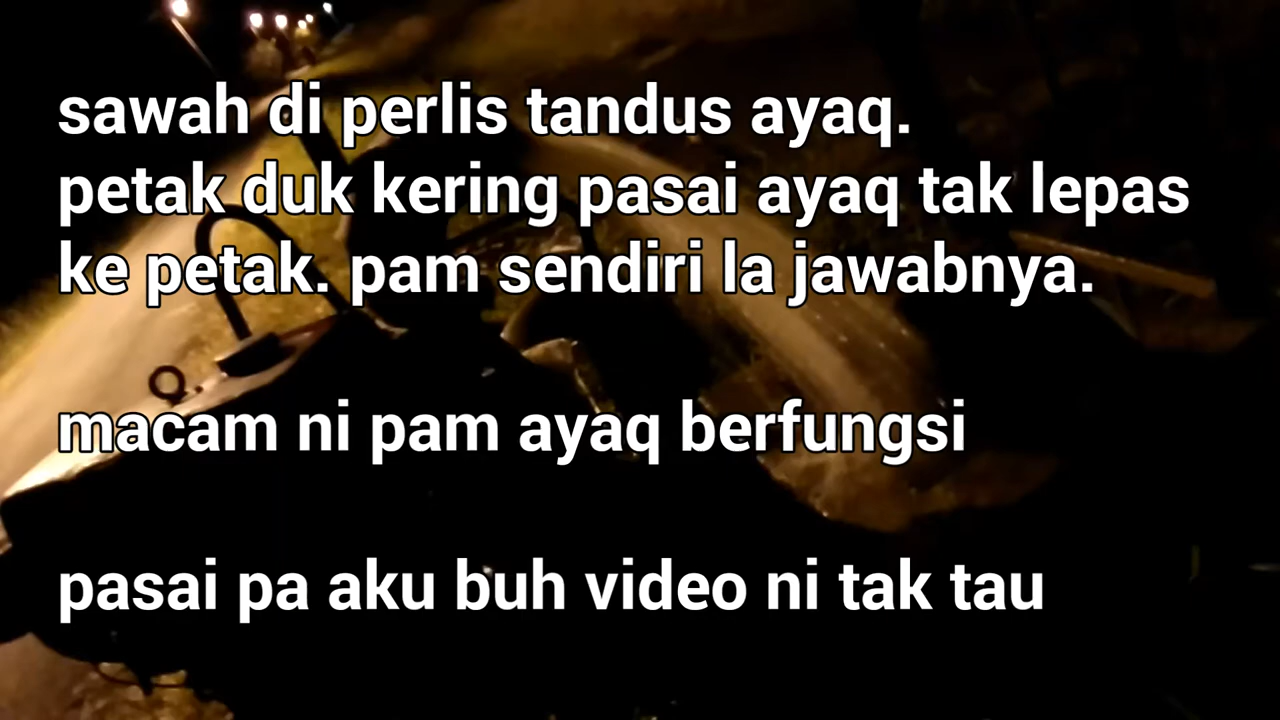 sawah di perlis tandus ayaq.
petak duk kering pasai ayaq tak lepas
ke petak. pam sendiri la jawabnya.
macam ni pam ayaq berfungsi
pasai pa aku buh video ni tak tau